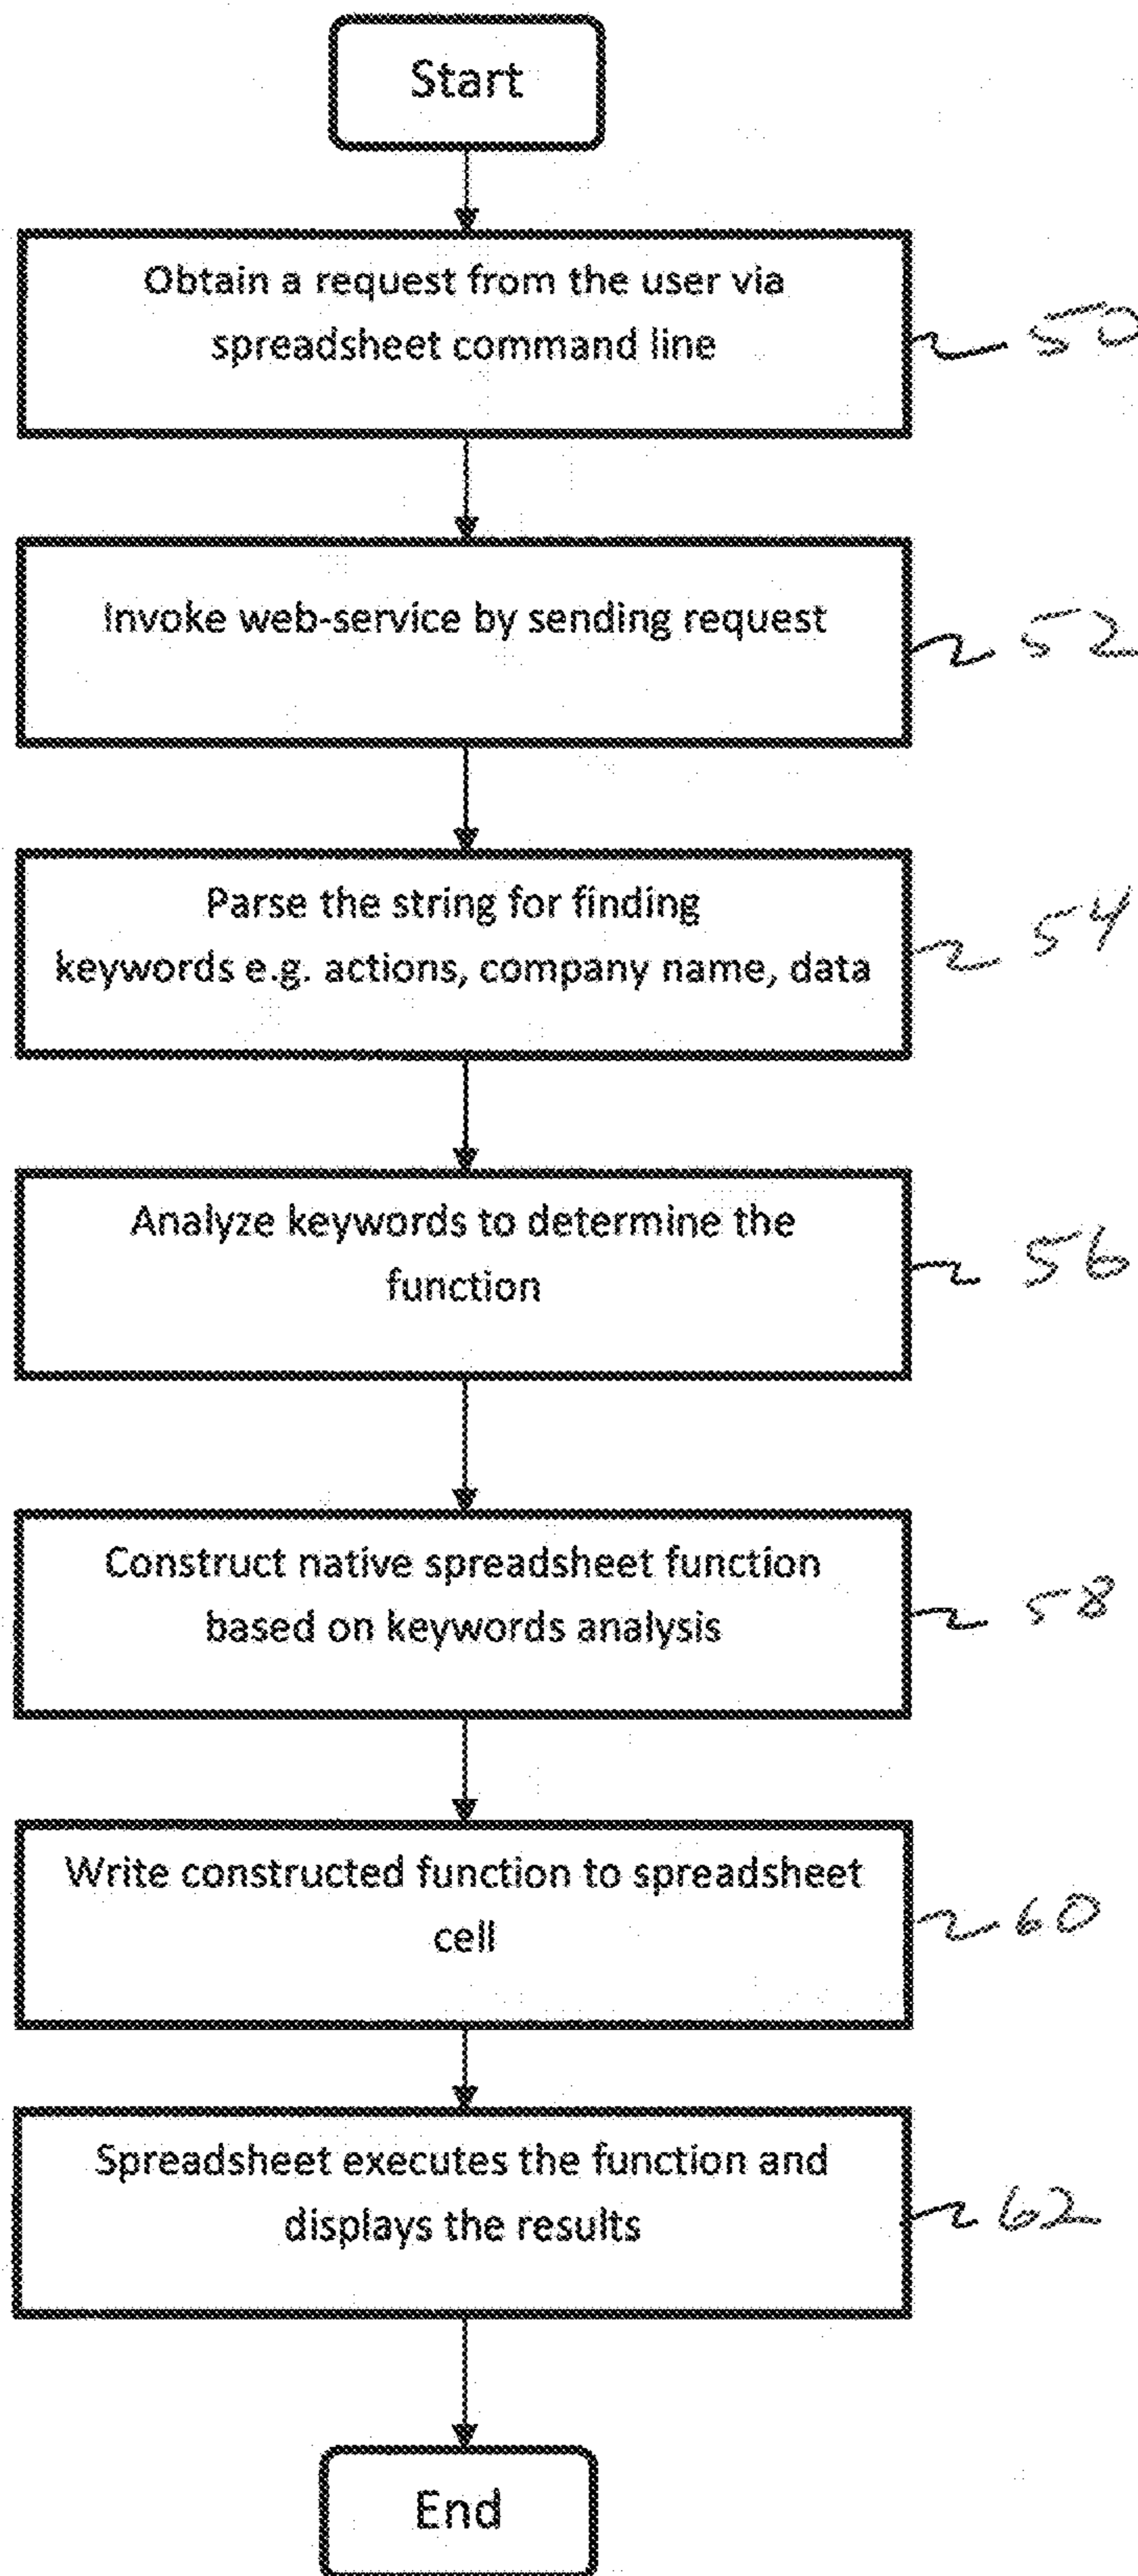 Start
Obtain a request from the user via
spreadsheet command line
50
Invoke web-service by sending request
52
Parse the string for finding
keywords e.g. actions, company name, data
54
Analyze keywords to determine the
function
56
Construct native spreadsheet function
based on keywords analysis
58
Write constructed function to spreadsheet
cell
60
Spreadsheet executes the function and
displays the results
62
End